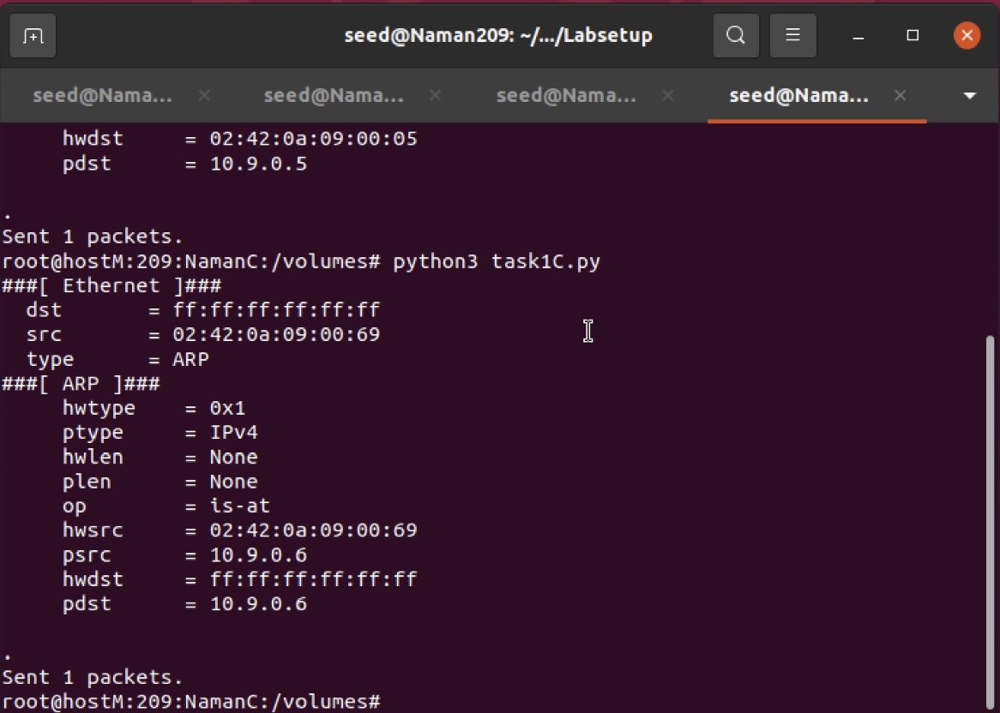 seed@Naman209: ~/.../Labsetup
seed@Nama... seed@Nama... seed@Nama... seed@Nama...
hwdst = 02:42:0a:09:00:05
pdst = 10.9.0.5
.
Sent 1 packets.
root@hostM:209:NamanC:/volumes# python3 task1C.py
###[ Ethernet ]###
dst = ff:ff:ff:ff:ff:ff
src = 02:42:0a:09:00:69
type = ARP
###[ ARP ]###
hwtype = 0x1
ptype = IPv4
hwlen = None
plen = None
op = is-at
hwsrc = 02:42:0a:09:00:69
psrc = 10.9.0.6
hwdst = ff:ff:ff:ff:ff:ff
pdst = 10.9.0.6
.
Sent 1 packets.
root@hostM:209:NamanC:/volumes#